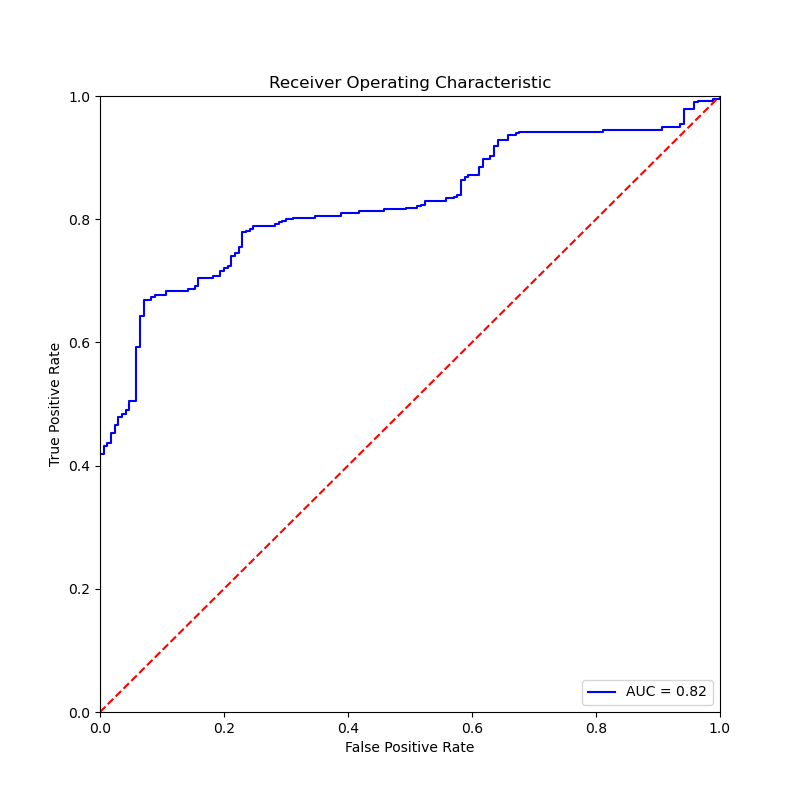 Receiver Operating Characteristic
1.0
0.8
0.6
0.4
0.2
0.0
True Positive Rate
AUC = 0.82
0.0 0.2 0.4 0.6 0.8 1.0
False Positive Rate